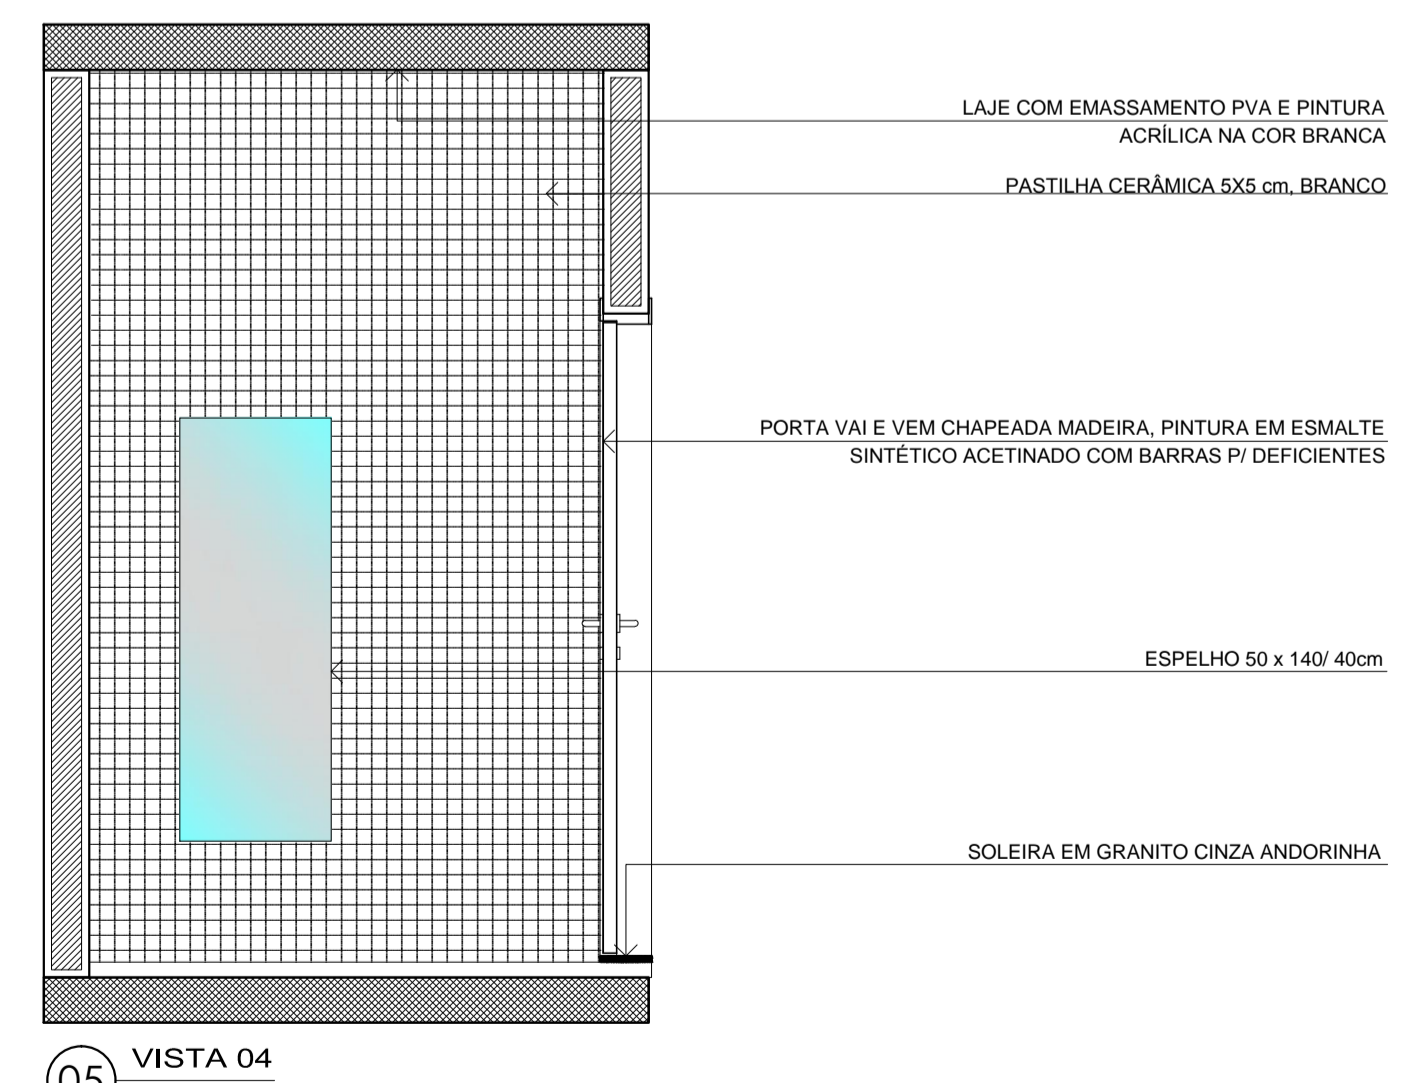 LAJE COM EMASSAMENTO PVA E PINTURA
ACRÍLICA NA COR BRANCA
PASTILHA CERÂMICA 5X5 cm, BRANCO
PORTA VAI E VEM CHAPEADA MADEIRA, PINTURA EM ESMALTE
SINTÉTICO ACETINADO COM BARRAS P/ DEFICIENTES
ESPELHO 50 x 140/ 40cm
SOLEIRA EM GRANITO CINZA ANDORINHA
VISTA 04
05